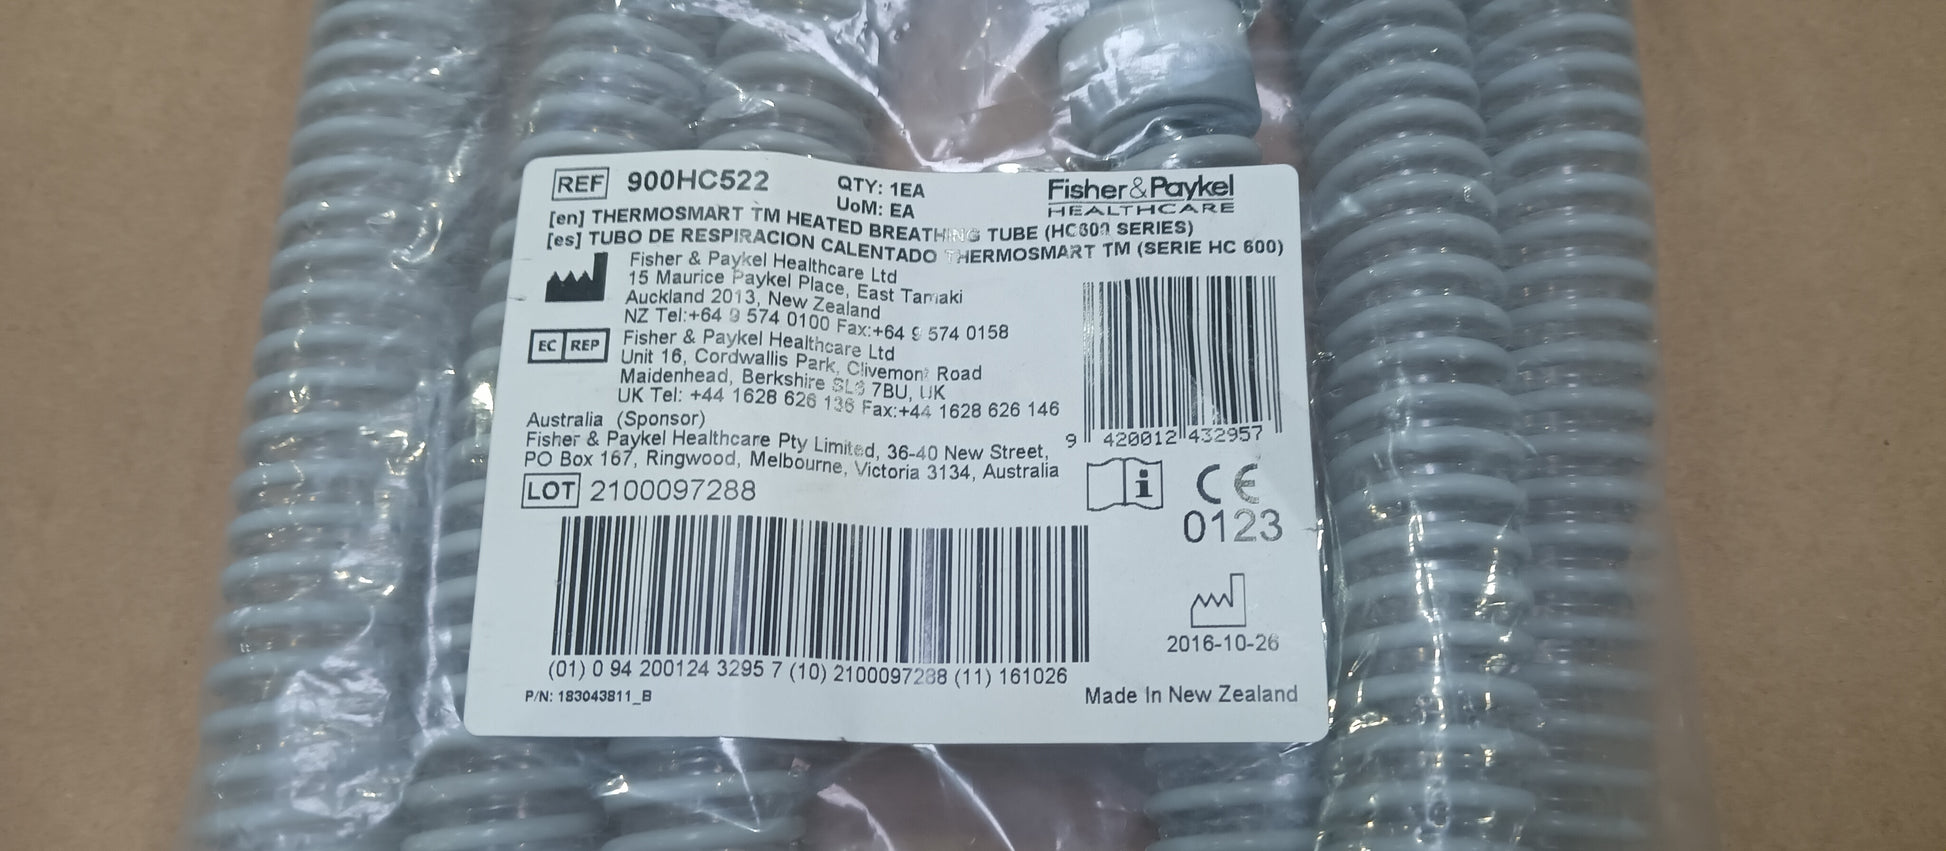 REF 900HC522 QTY: 1EA
UoM: EA
Fisher&Paykel
HEALTHCARE
[en] THERMOSMART TM HEATED BREATHING TUBE (HC600 SERIES)
[es] TUBO DE RESPIRACION CALENTADO THERMOSMART TM (SERIE HC 600)
Fisher & Paykel Healthcare Ltd
15 Maurice Paykel Place, East Tamaki
Auckland 2013, New Zealand
NZ Tel:+64 9 574 0100 Fax:+64 9 574 0158
EC REP
Fisher & Paykel Healthcare Ltd
Unit 16, Cordwallis Park, Clivemont Road
Maidenhead, Berkshire SL6 7BU, UK
UK Tel: +44 1628 626 136 Fax:+44 1628 626 146
Australia (Sponsor)
Fisher & Paykel Healthcare Pty Limited, 36-40 New Street,
PO Box 167, Ringwood, Melbourne, Victoria 3134, Australia
9 420012 432957
LOT 2100097288
i
CE
0123
2016-10-26
(01) 0 94 200124 3295 7 (10) 2100097288 (11) 161026
P/N: 183043811_B
Made In New Zealand